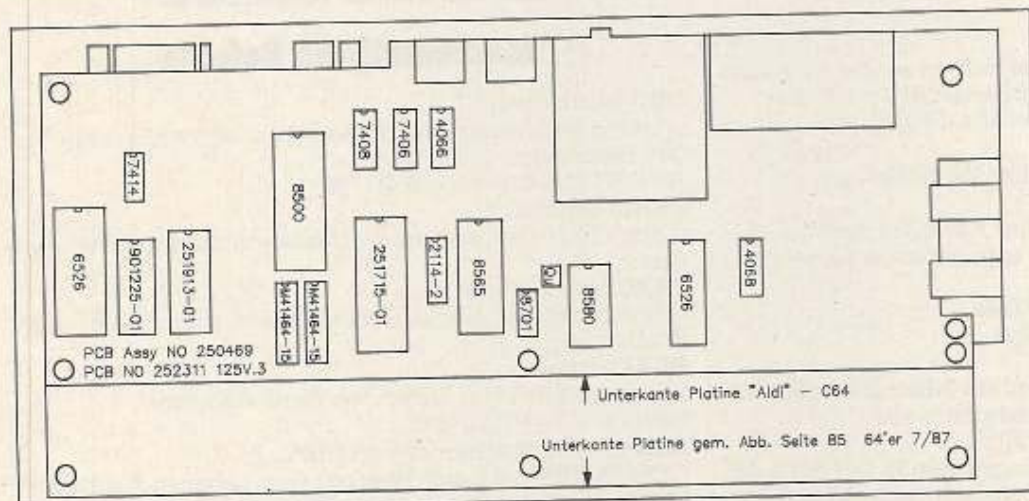 7408
7406
4066
7414
8500
6526
901225-01
251913-01
M41464-15
M41464-15
251715-01
2114-2
8565
8701
Qu
8580
6526
4066
PCB Assy NO 250469
PCB NO 252311 125V.3
Unterkante Platine "Aldi" - C64
Unterkante Platine gem. Abb. Seite 85 64'er 7/87